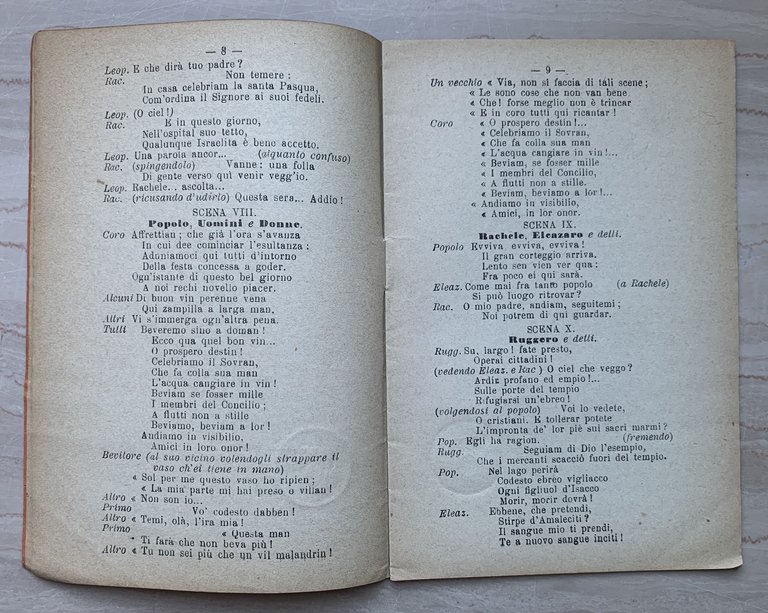 — 8 —
Leop. E che dirà tuo padre?
Rac. Non temere:
In casa celebriam la santa Pasqua,
Com'ordina il Signore ai suoi fedeli.
Leop. (O ciel!)
Rac. E in questo giorno,
Nell'ospital suo tetto,
Qualunque Israelita è bene accetto.
Leop. Una parola ancor... (alquanto confuso)
Rac. (spingendolo) Vanne: una folla
Di gente verso qui venir vegg'io.
Leop. Rachele... ascolta...
Rac. (ricusando d'udirlo) Questa sera... Addio!
SCENA VIII.
Popolo, Uomini e Donne.
Coro Affrettian; che già l'ora s'avanza
In cui dee cominciar l'esultanza:
Adoniamoci qui tutti d'intorno
Della festa concessa a goder.
Ogn'istante di questo bel giorno
A noi rechi novello piacer.
Alcuni Di buon vin perenne vena
Qui zampilla a larga man.
Altri Vi s'immerga ogn'altra pena.
Tutti Beveremo sino a doman!
Ecco qua quel bon vin...
O prospero destin!
Celebriamo il Sovran,
Che fa colla sua man
L'acqua cangiare in vin!
Beviam se fosser mille
I membri del Concilio;
A flutti non a stille
Beviamo, beviam a lor!
Andiamo in visibilio,
Amici in loro onor!
Bevilore (al suo vicino volendogli strappare il
vaso ch'ei tiene in mano)
« Sol per me questo vaso ho ripien;
« La mia parte mi hai preso o villan!
Altro « Non son io...
Primo Vo' codesto dabben!
Altro « Temi, olà, l'ira mia!
Primo « Questa man
Ti farà che non beva più!
Altro « Tu non sei più che un vil malandrin!
— 9 —
Un vecchio « Via, non si faccia di tali scene;
« Le sono cose che non van bene
« Che! forse meglio non è trincar
« E in coro tutti qui ricantar!
Coro « O prospero destin!...
« Celebriamo il Sovran,
« Che fa colla sua man
« L'acqua cangiare in vin!...
« Beviam, se fosser mille
« I membri del Concilio,
« A flutti non a stille.
« Beviam, beviamo a lor!...
« Andiamo in visibilio,
« Amici, in lor onor.
SCENA IX.
Rachele, Eleazaro e detti.
Popolo Evviva evviva, evviva!
Il gran corteggio arriva.
Lento sen vien ver qua:
Fra poco ei qui sarà.
Eleaz. Come mai fra tanto popolo (a Rachele)
Si può luogo ritrovar?
Rac. O mio padre, andiam, seguitemi;
Noi potrem di qui guardar.
SCENA X.
Ruggero e detti.
Rugg. Su, largo! fate presto,
Operai cittadini!
(vedendo Eleaz. e Rac) O ciel che veggo?
Ardir profano ed empio!...
Sulle porte del tempio
Rifugiarsi un'ebreo!
(volgendosi al popolo) Voi lo vedete,
O cristiani. E tollerar potete
L'impronta de' lor piè sui sacri marmi?
Pop. Egli ha ragion. (fremendo)
Rugg. Seguiam di Dio l'esempio,
Che i mercanti scacciò fuori del tempio.
Pop. Nel lago perirà
Codesto ebreo vigliacco
Ogni figliuol d'Isacco
Morir, morir dovrà!
Eleaz. Ebbene, che pretendi,
Stirpe d'Amaleciti?
Il sangue mio ti prendi,
Te a nuovo sangue inciti!